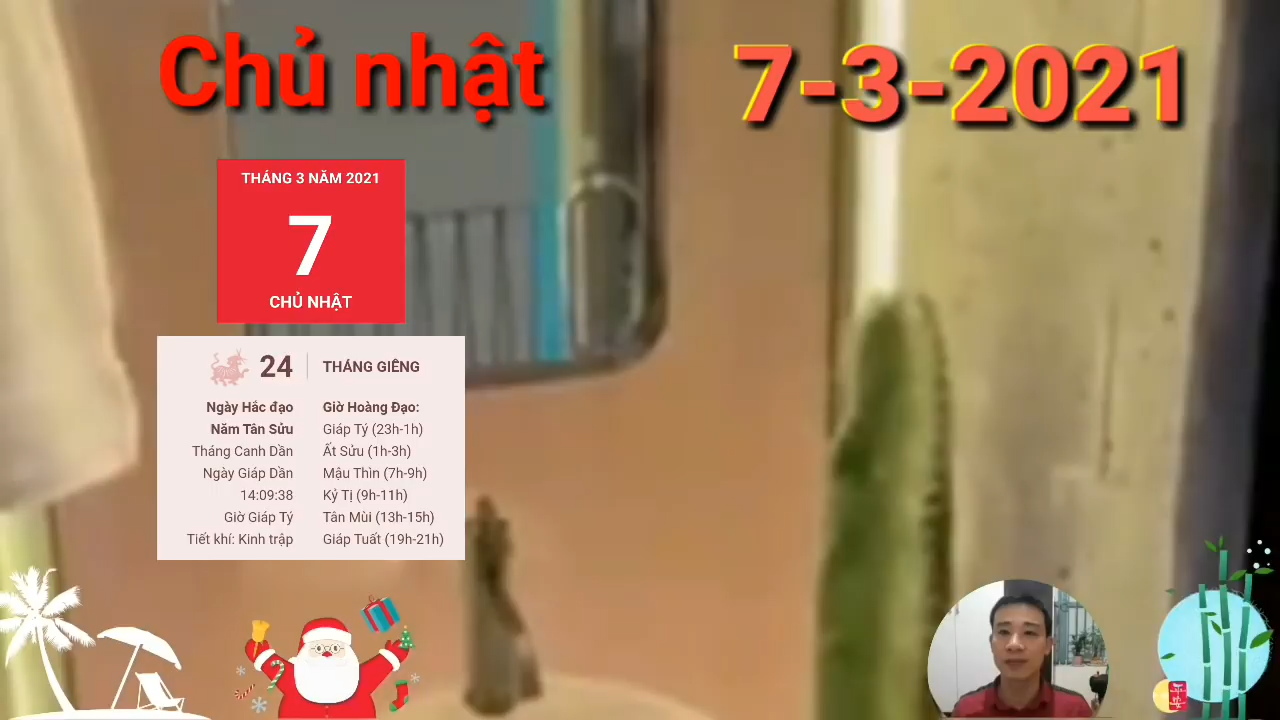 Chủ nhật
7-3-2021
THÁNG 3 NĂM 2021
7
CHỦ NHẬT
24
THÁNG GIÊNG
Ngày Hắc đạo
Năm Tân Sửu
Tháng Canh Dần
Ngày Giáp Dần
14:09:38
Giờ Giáp Tý
Tiết khí: Kinh trập
Giờ Hoàng Đạo:
Giáp Tý (23h-1h)
Ất Sửu (1h-3h)
Mậu Thìn (7h-9h)
Kỷ Tị (9h-11h)
Tân Mùi (13h-15h)
Giáp Tuất (19h-21h)